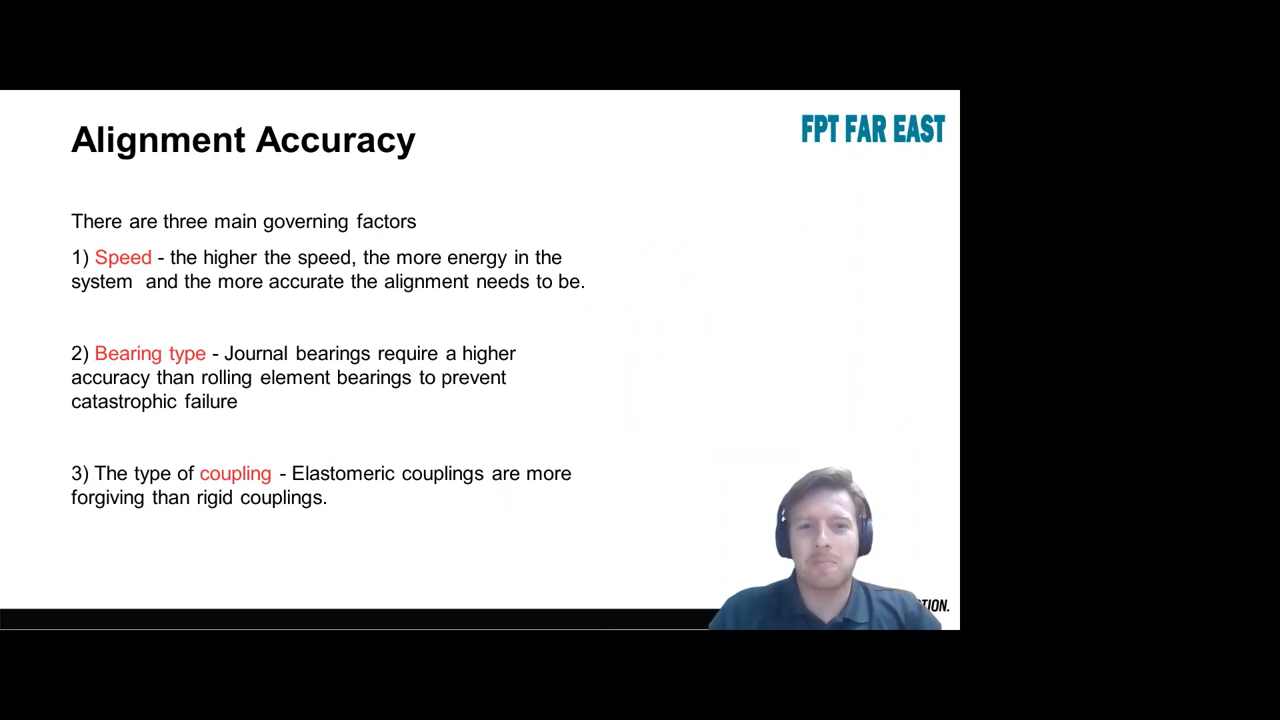 Alignment Accuracy
FPT FAR EAST
There are three main governing factors
1) Speed - the higher the speed, the more energy in the
system  and the more accurate the alignment needs to be.
2) Bearing type - Journal bearings require a higher
accuracy than rolling element bearings to prevent
catastrophic failure
3) The type of coupling - Elastomeric couplings are more
forgiving than rigid couplings.